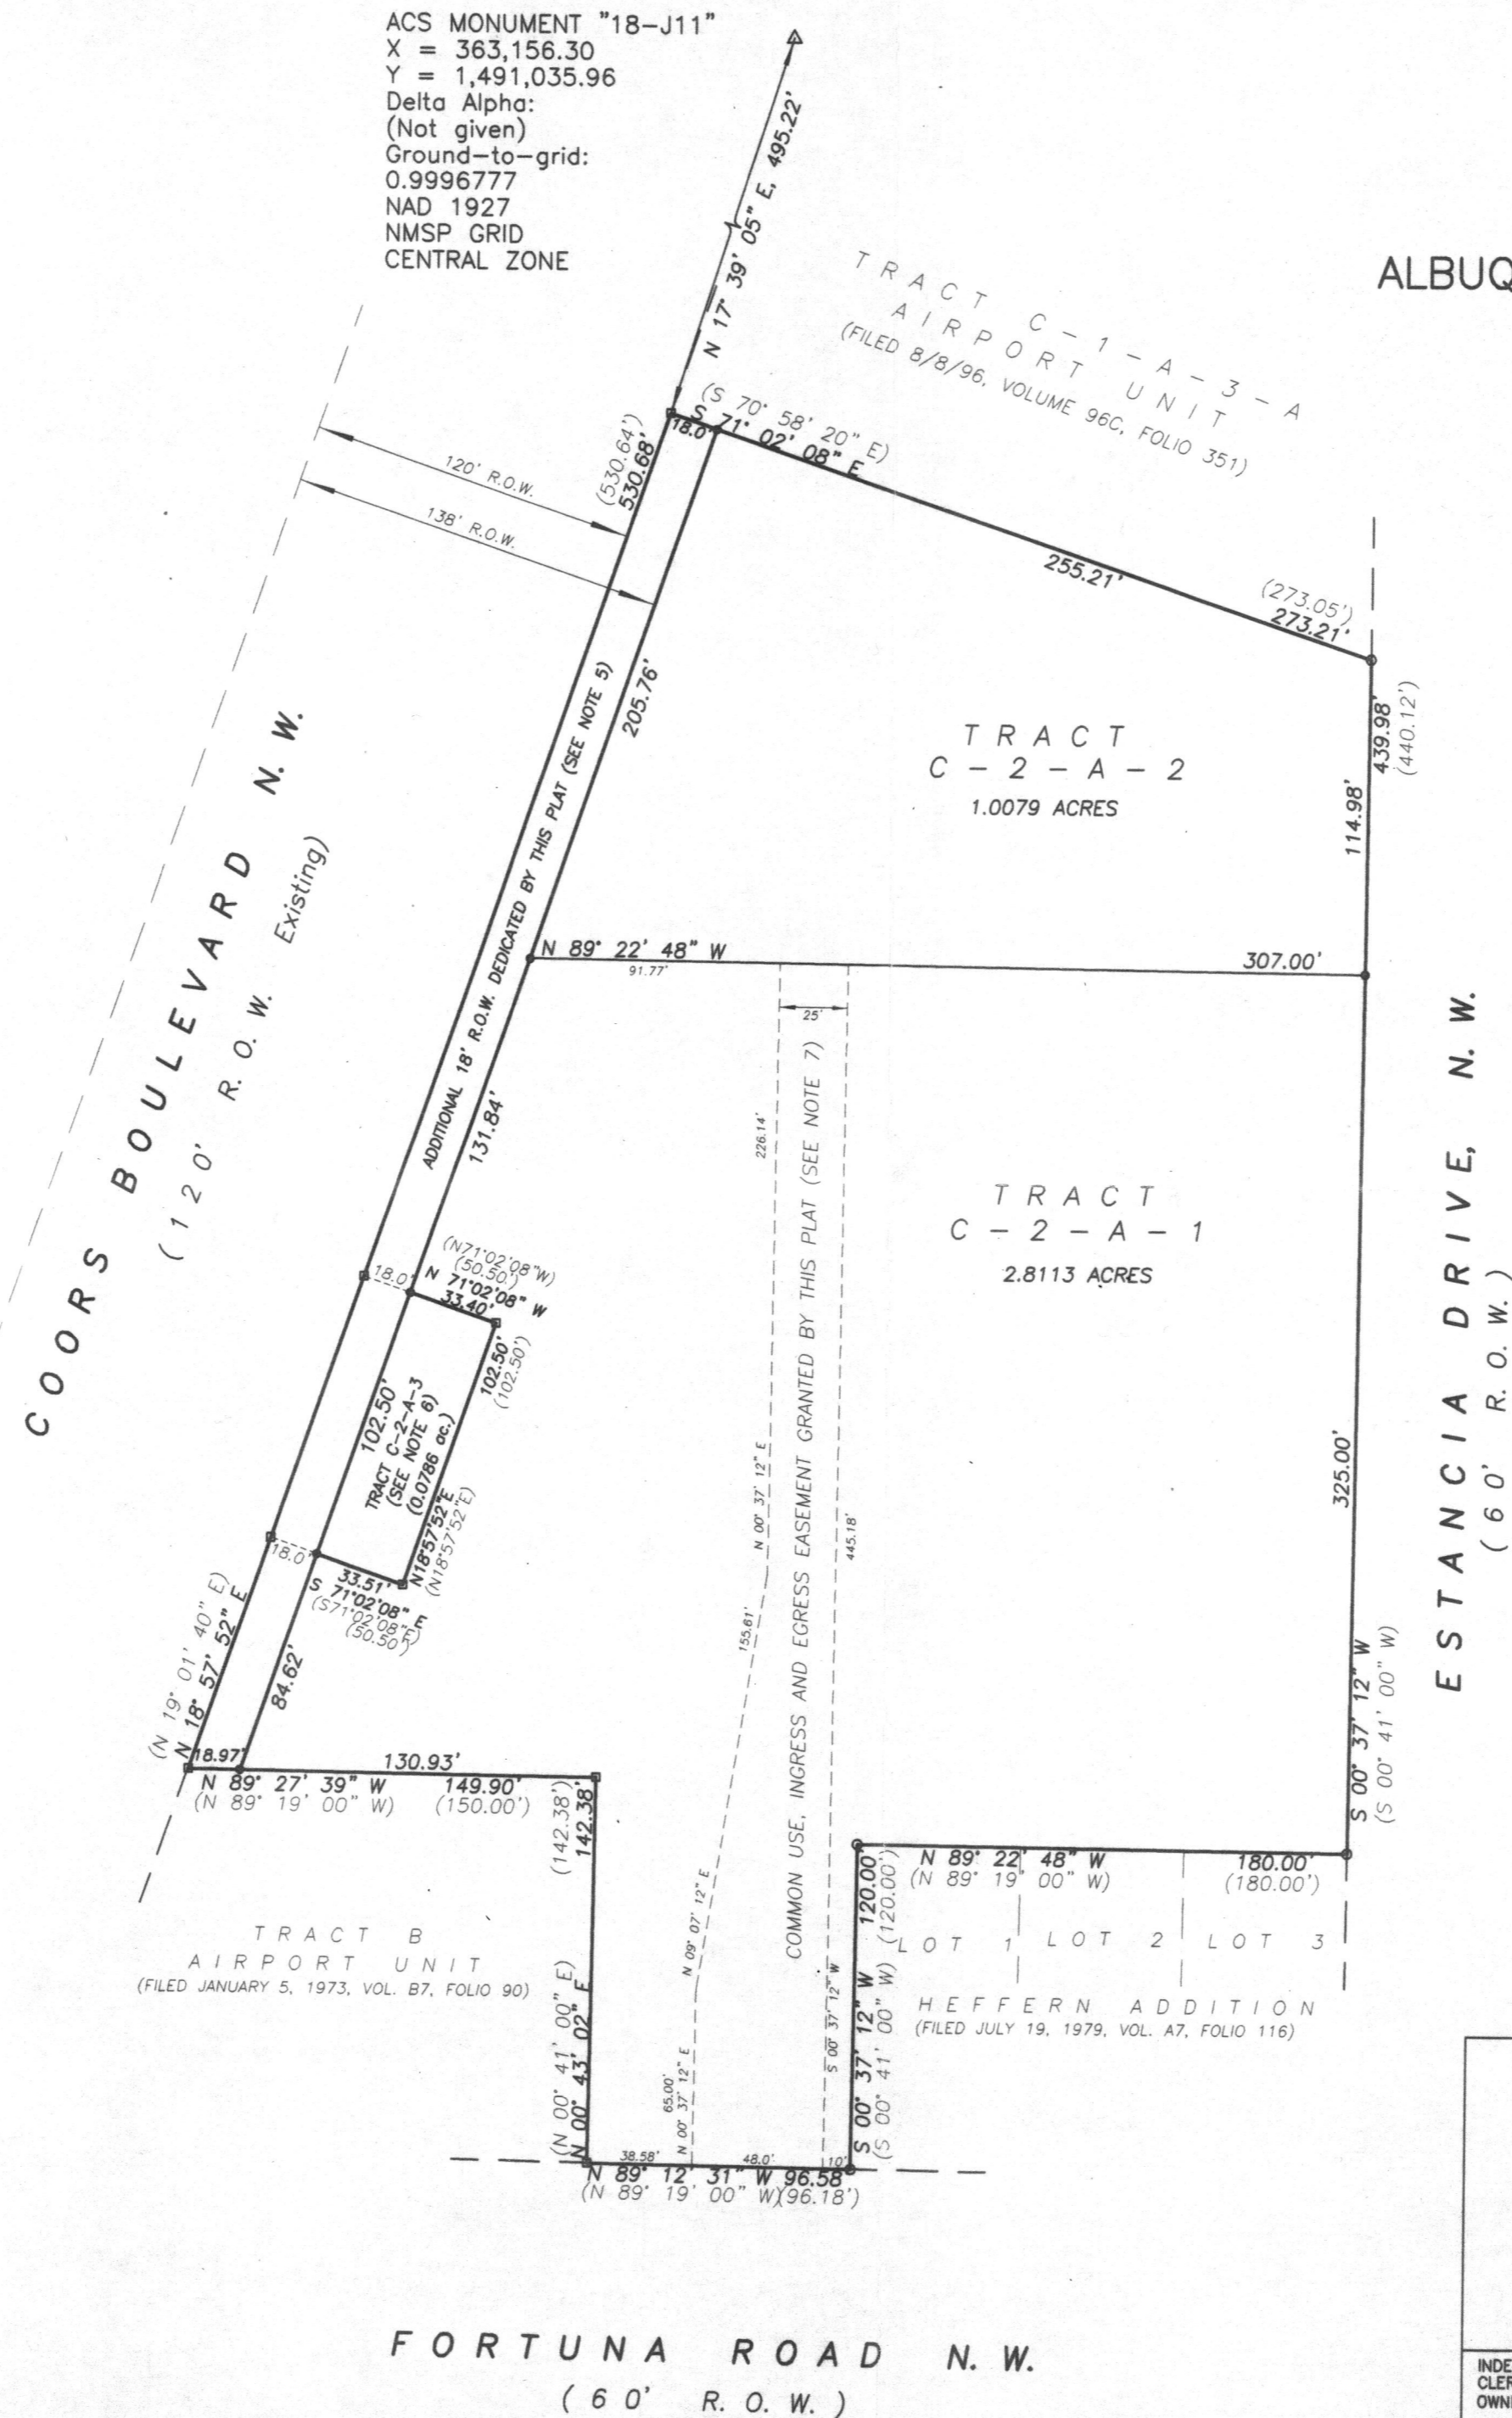 ACS MONUMENT "18-J11"
X = 363,156.30
Y = 1,491,035.96
Delta Alpha:
(Not given)
Ground-to-grid:
0.9996777
NAD 1927
NMSP GRID
CENTRAL ZONE
N 17° 39' 05" E, 495.22'
ALBUQ
TRACT C-1-A-3-A
AIRPORT UNIT
(FILED 8/8/96, VOLUME 96C, FOLIO 351)
(S 70° 58' 20" E)
S 71° 02' 08" E
18.0'
(530.64')
530.68'
120' R.O.W.
138' R.O.W.
255.21'
(273.05')
273.21'
439.98'
(440.12')
205.76'
TRACT
C-2-A-2
1.0079 ACRES
114.98'
ADDITIONAL 18' R.O.W. DEDICATED BY THIS PLAT (SEE NOTE 5)
COORS BOULEVARD N.W.
(120' R.O.W. Existing)
N 89° 22' 48" W
307.00'
91.77'
25'
131.84'
226.14'
COMMON USE, INGRESS AND EGRESS EASEMENT GRANTED BY THIS PLAT (SEE NOTE 7)
TRACT
C-2-A-1
2.8113 ACRES
ESTANCIA DRIVE, N.W.
(60' R.O.W.)
18.0'
(N71°02'08"W)
(50.50')
N 71°02'08" W
33.40'
102.50'
(102.50')
102.50'
TRACT C-2-A-3
(SEE NOTE 6)
(0.0786 ac.)
N18°57'52"E
(N18°57'52"E)
N 00° 37' 12" E
445.18'
325.00'
18.0'
33.51'
S 71°02'08" E
(S71°02'08"E)
(50.50')
155.61'
84.62'
(N 19° 01' 40" E)
N 18° 57' 52" E
S 00° 37' 12" W
(S 00° 41' 00" W)
18.97'
130.93'
N 89° 27' 39" W
149.90'
(N 89° 19' 00" W)
(150.00')
(142.38')
142.38'
N 89° 22' 48" W
180.00'
(N 89° 19' 00" W)
(180.00')
120.00'
(120.00')
N 09° 07' 12" E
LOT 1
LOT 2
LOT 3
TRACT B
AIRPORT UNIT
(FILED JANUARY 5, 1973, VOL. B7, FOLIO 90)
HEFFERN ADDITION
(FILED JULY 19, 1979, VOL. A7, FOLIO 116)
(N 00° 41' 00" E)
N 00° 43' 02" E
65.00'
N 00° 37' 12" E
S 00° 37' 12" W
S 00° 37' 12" W
(S 00° 41' 00" W)
38.58'
48.0'
10'
N 89° 12' 31" W
96.58'
(N 89° 19' 00" W)
(96.18')
FORTUNA ROAD N.W.
(60' R.O.W.)
INDE
CLER
OWN